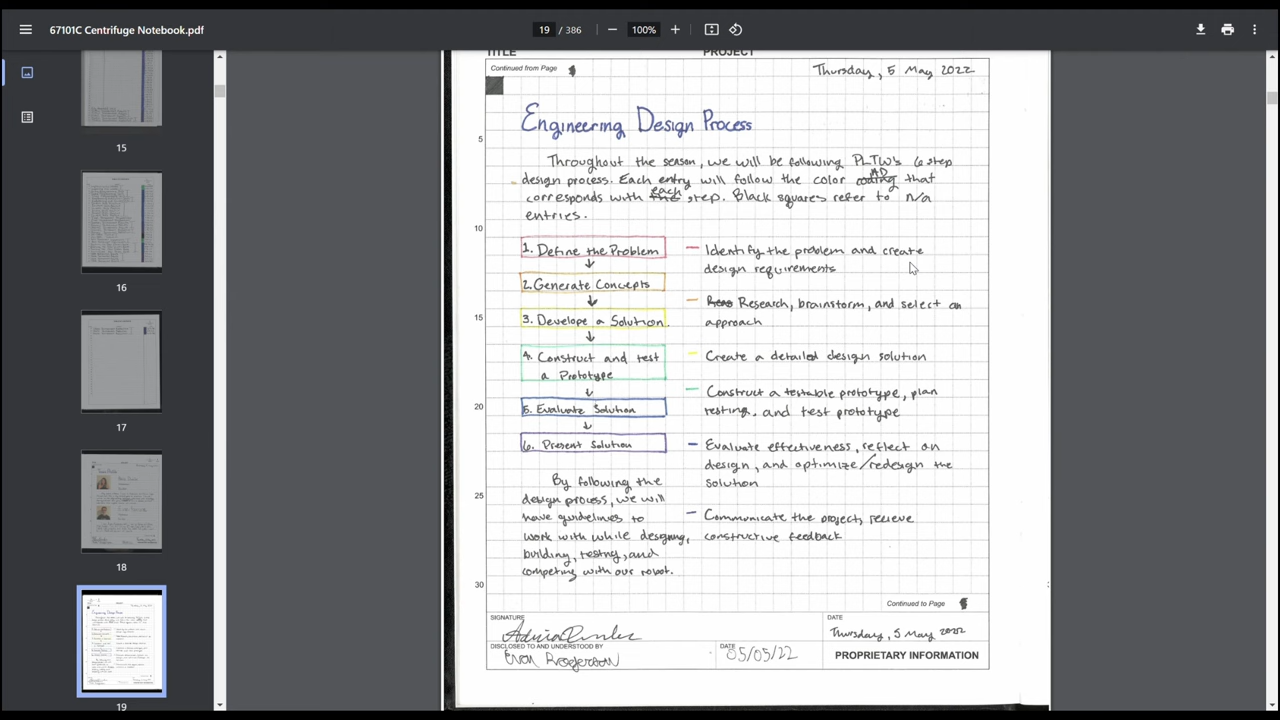 67101C Centrifuge Notebook.pdf
19 / 386
100%
15
16
17
18
19
TITLE
PROJECT
Continued from Page
Thursday, 5 May 2022
Engineering Design Process
5
Throughout the season, we will be following PLTW's 6 step
AD
design process. Each entry will follow the color coding that
each
corresponds with the step. Black squares refer to n/a
entries.
10
1. Define the Problem
- Identify the problem and create
design requirements
2. Generate Concepts
- Research, brainstorm, and select an
approach
15
3. Develop a Solution.
4. Construct and test
a Prototype
- Create a detailed design solution
- Construct a testable prototype, plan
testing, and test prototype
20
5. Evaluate Solution
6. Present Solution
- Evaluate effectiveness, reflect on
design, and optimize/redesign the
solution
By following the
design process, we will
25
have guidelines to
work with while designing,
building, testing, and
competing with our robot.
- Communicate the project, recieve
constructive feedback
30
Continued to Page
SIGNATURE
DATE
Thursday, 5 May 2022
DISCLOSED TO AND UNDERSTOOD BY
DATE
05/05/22
PROPRIETARY INFORMATION